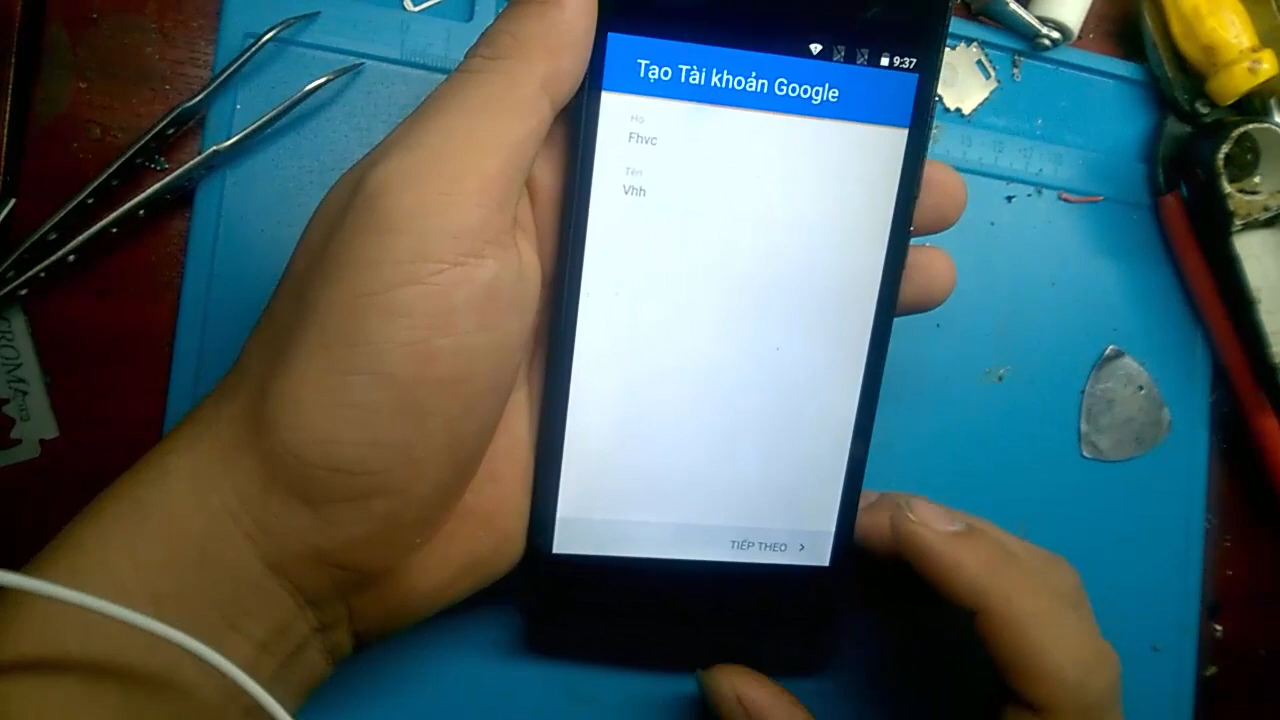 9:37
Tạo Tài khoản Google
Họ
Fhvc
Tên
Vhh
TIẾP THEO